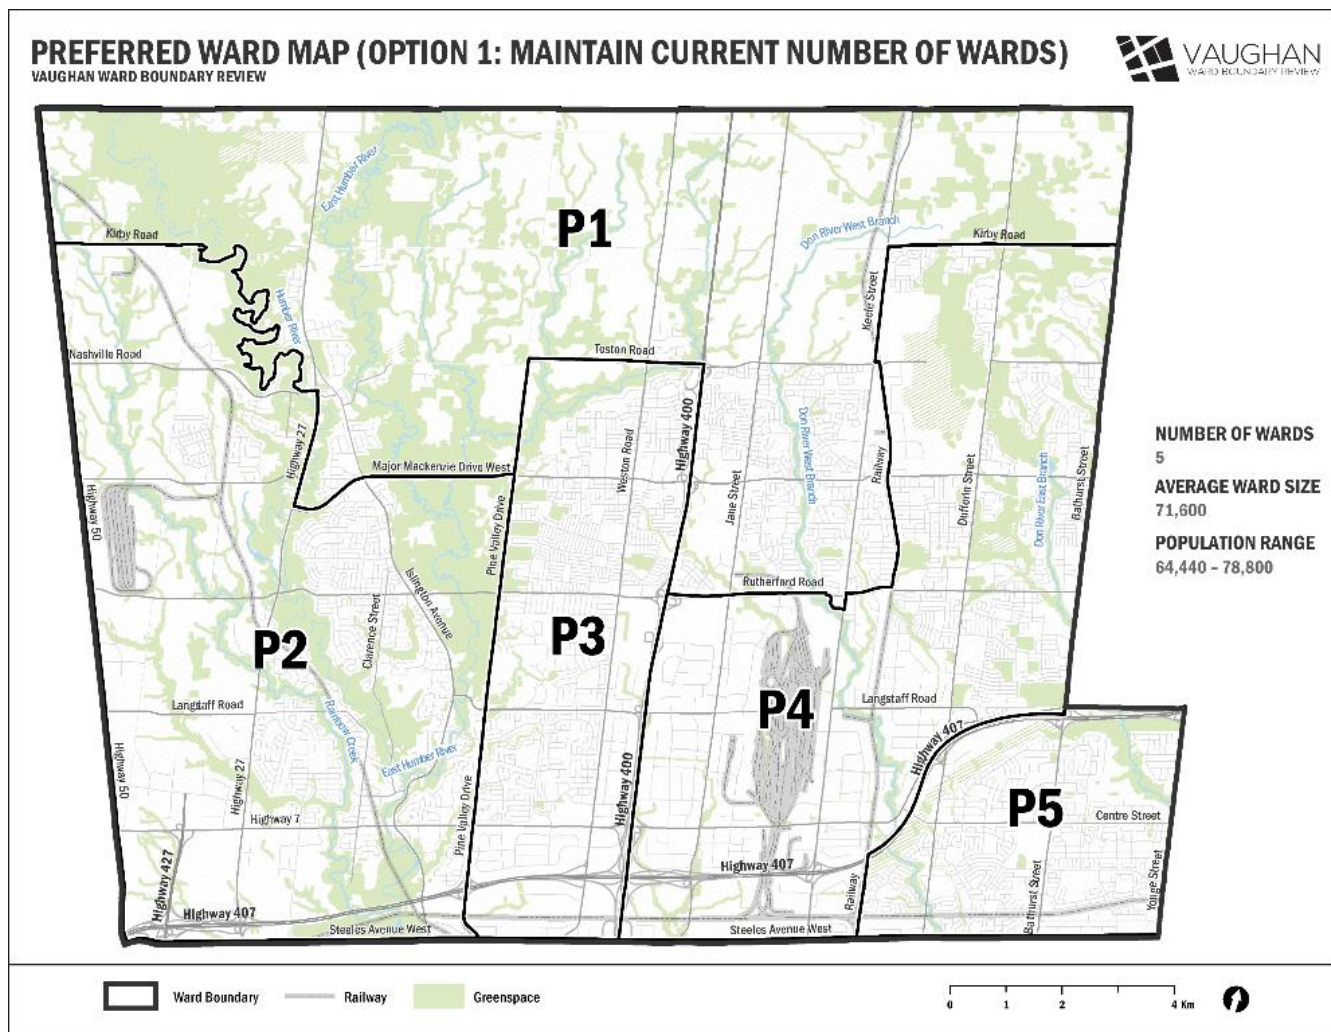 PREFERRED WARD MAP (OPTION 1: MAINTAIN CURRENT NUMBER OF WARDS)
VAUGHAN WARD BOUNDARY REVIEW
VAUGHAN
WARD BOUNDARY REVIEW
East Humber River
P1
Don River West Branch
Kirby Road
Kirby Road
Keele Street
Humber River
Nashville Road
Teston Road
Highway 27
Major Mackenzie Drive West
Weston Road
Highway 400
Jane Street
Don River West Branch
Railway
Dufferin Street
Don River East Branch
Bathurst Street
Highway 50
Pine Valley Drive
Islington Avenue
Clarence Street
Rutherford Road
P2
P3
P4
Langstaff Road
Langstaff Road
Rainbow Creek
East Humber River
Highway 50
Highway 27
Highway 7
Pine Valley Drive
Highway 400
Highway 407
P5
Centre Street
Highway 427
Highway 407
Highway 407
Railway
Bathurst Street
Yonge Street
Steeles Avenue West
Steeles Avenue West
NUMBER OF WARDS
5
AVERAGE WARD SIZE
71,600
POPULATION RANGE
64,440 – 78,800
Ward Boundary
Railway
Greenspace
0 1 2 4 Km